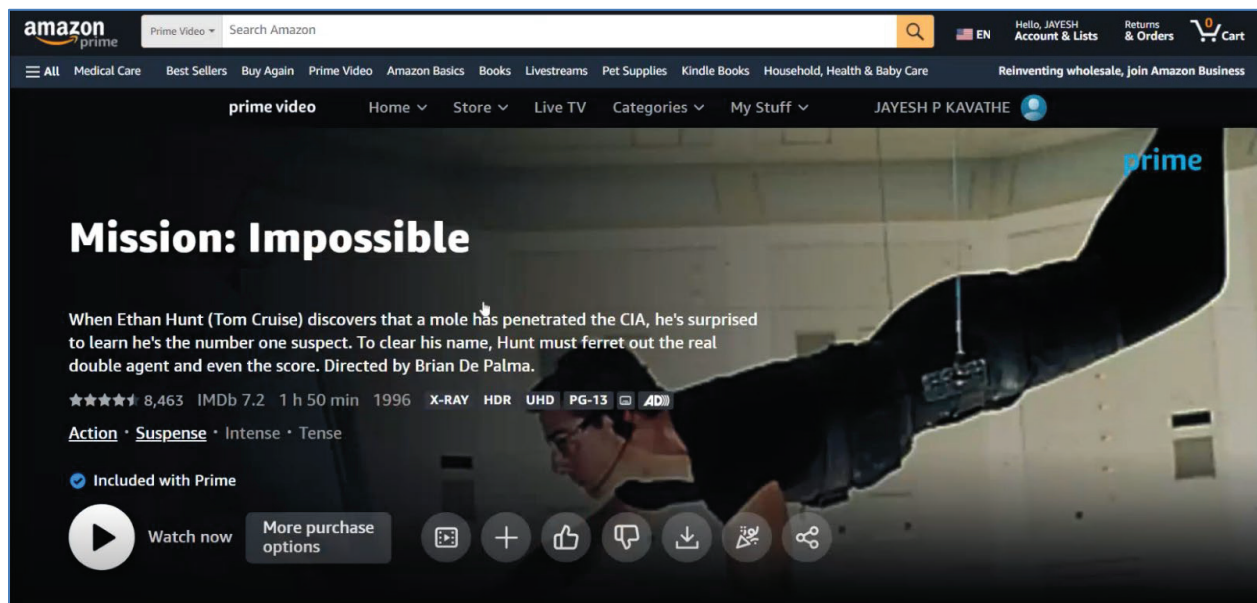 amazon prime Prime Video Search Amazon EN Hello, JAYESH Account & Lists Returns & Orders 0 Cart
All Medical Care Best Sellers Buy Again Prime Video Amazon Basics Books Livestreams Pet Supplies Kindle Books Household, Health & Baby Care Reinventing wholesale, join Amazon Business
prime video Home Store Live TV Categories My Stuff JAYESH P KAVATHE
prime
Mission: Impossible
When Ethan Hunt (Tom Cruise) discovers that a mole has penetrated the CIA, he's surprised
to learn he's the number one suspect. To clear his name, Hunt must ferret out the real
double agent and even the score. Directed by Brian De Palma.
8,463 IMDb 7.2 1 h 50 min 1996 X-RAY HDR UHD PG-13 AD
Action · Suspense · Intense · Tense
Included with Prime
Watch now More purchase options